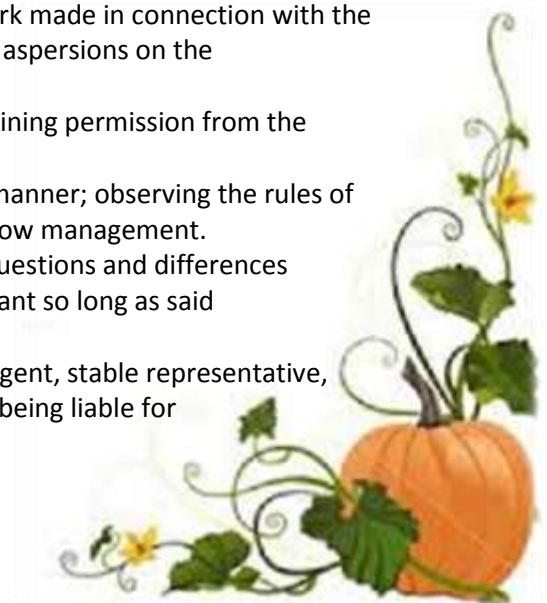 rk made in connection with the
aspersions on the
ining permission from the
manner; observing the rules of
ow management.
uestions and differences
ant so long as said
gent, stable representative,
being liable for